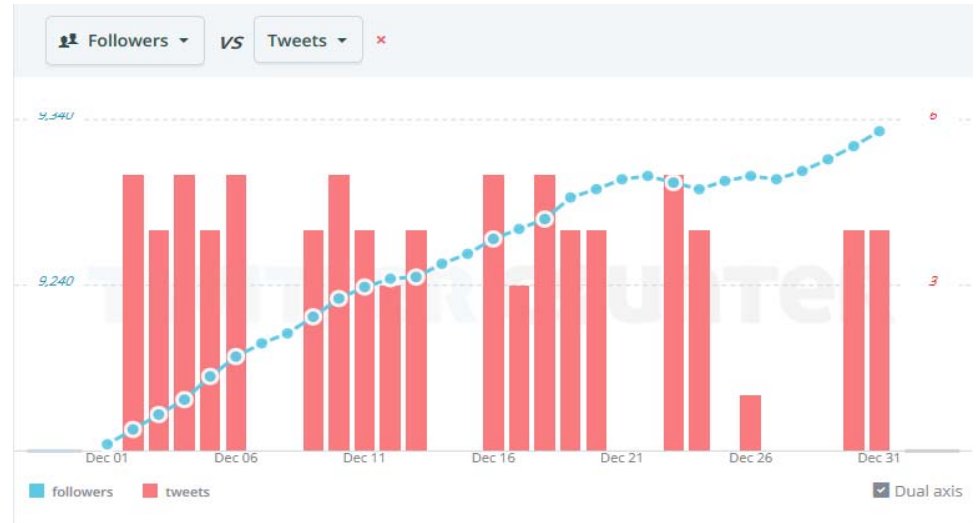 Followers vs Tweets ×
9,340 6
9,240 3
Dec 01 Dec 06 Dec 11 Dec 16 Dec 21 Dec 26 Dec 31
followers tweets Dual axis